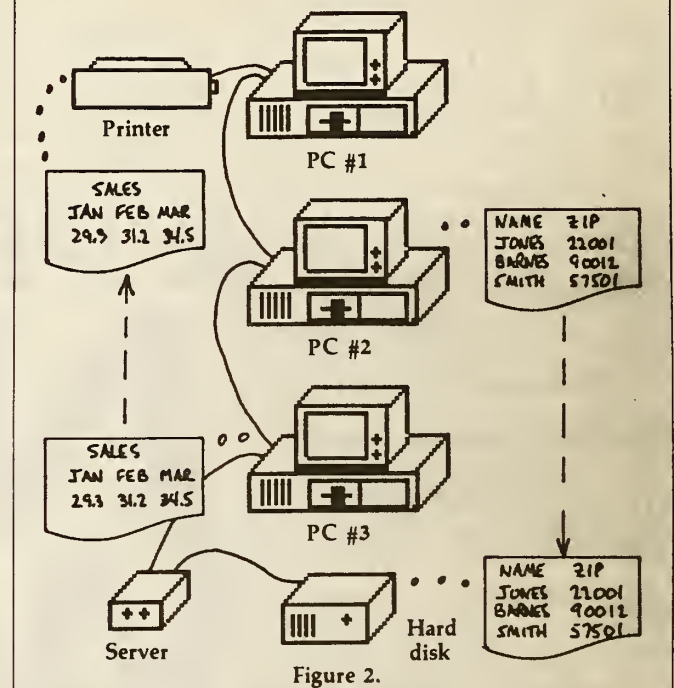 Printer
PC #1
SALES
JAN FEB MAR
29.3 31.2 34.5
NAME ZIP
JONES 22001
BARNES 90012
SMITH 57501
PC #2
SALES
JAN FEB MAR
29.3 31.2 34.5
PC #3
NAME ZIP
JONES 22001
BARNES 90012
SMITH 57501
Server
Hard
disk
Figure 2.